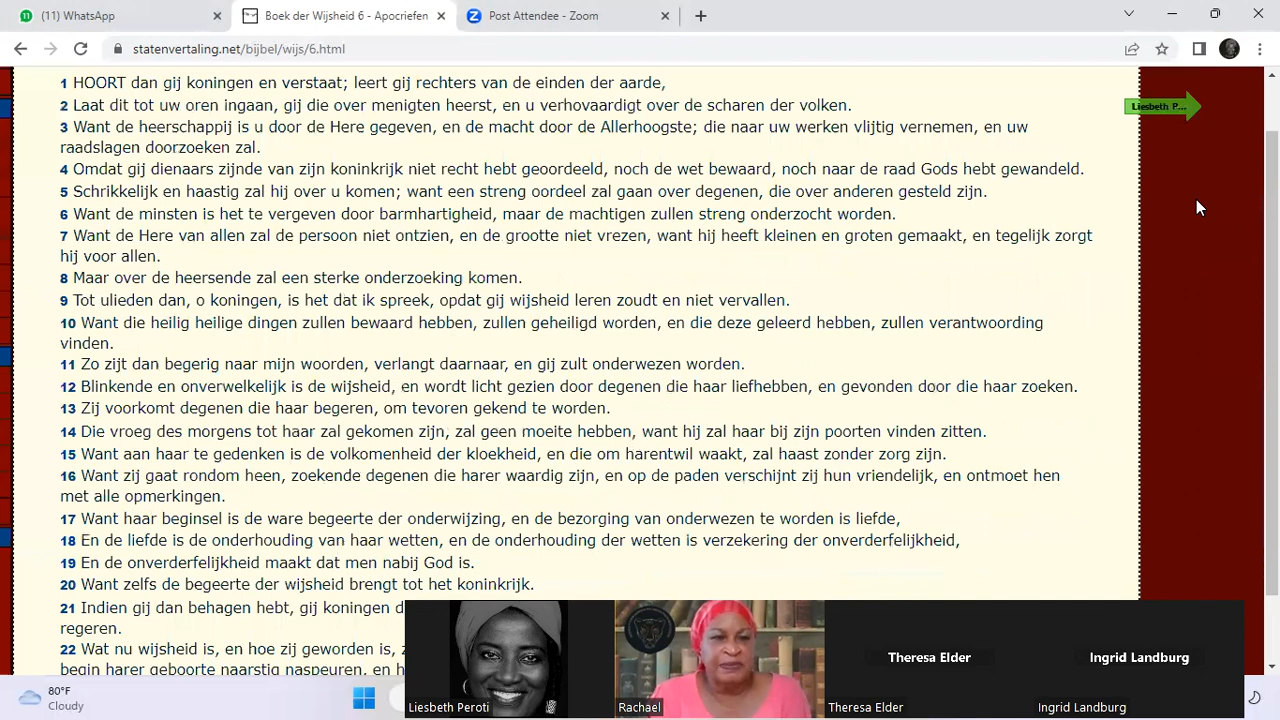 (11) WhatsApp
Boek der Wijsheid 6 - Apocriefen
Post Attendee - Zoom
statenvertaling.net/bijbel/wijs/6.html
1 HOORT dan gij koningen en verstaat; leert gij rechters van de einden der aarde,
2 Laat dit tot uw oren ingaan, gij die over menigten heerst, en u verhovaardigt over de scharen der volken.
3 Want de heerschappij is u door de Here gegeven, en de macht door de Allerhoogste; die naar uw werken vlijtig vernemen, en uw
raadslagen doorzoeken zal.
4 Omdat gij dienaars zijnde van zijn koninkrijk niet recht hebt geoordeeld, noch de wet bewaard, noch naar de raad Gods hebt gewandeld.
5 Schrikkelijk en haastig zal hij over u komen; want een streng oordeel zal gaan over degenen, die over anderen gesteld zijn.
6 Want de minsten is het te vergeven door barmhartigheid, maar de machtigen zullen streng onderzocht worden.
7 Want de Here van allen zal de persoon niet ontzien, en de grootte niet vrezen, want hij heeft kleinen en groten gemaakt, en tegelijk zorgt
hij voor allen.
8 Maar over de heersende zal een sterke onderzoeking komen.
9 Tot ulieden dan, o koningen, is het dat ik spreek, opdat gij wijsheid leren zoudt en niet vervallen.
10 Want die heilig heilige dingen zullen bewaard hebben, zullen geheiligd worden, en die deze geleerd hebben, zullen verantwoording
vinden.
11 Zo zijt dan begerig naar mijn woorden, verlangt daarnaar, en gij zult onderwezen worden.
12 Blinkende en onverwelkelijk is de wijsheid, en wordt licht gezien door degenen die haar liefhebben, en gevonden door die haar zoeken.
13 Zij voorkomt degenen die haar begeren, om tevoren gekend te worden.
14 Die vroeg des morgens tot haar zal gekomen zijn, zal geen moeite hebben, want hij zal haar bij zijn poorten vinden zitten.
15 Want aan haar te gedenken is de volkomenheid der kloekheid, en die om harentwil waakt, zal haast zonder zorg zijn.
16 Want zij gaat rondom heen, zoekende degenen die harer waardig zijn, en op de paden verschijnt zij hun vriendelijk, en ontmoet hen
met alle opmerkingen.
17 Want haar beginsel is de ware begeerte der onderwijzing, en de bezorging van onderwezen te worden is liefde,
18 En de liefde is de onderhouding van haar wetten, en de onderhouding der wetten is verzekering der onverderfelijkheid,
19 En de onverderfelijkheid maakt dat men nabij God is.
20 Want zelfs de begeerte der wijsheid brengt tot het koninkrijk.
21 Indien gij dan behagen hebt, gij koningen d
regeren.
22 Wat nu wijsheid is, en hoe zij geworden is,
begin harer geboorte naarstig naspeuren, en h
Liesbeth P...
Theresa Elder
Ingrid Landburg
Liesbeth Peroti
Rachael
Theresa Elder
Ingrid Landburg
80°F
Cloudy